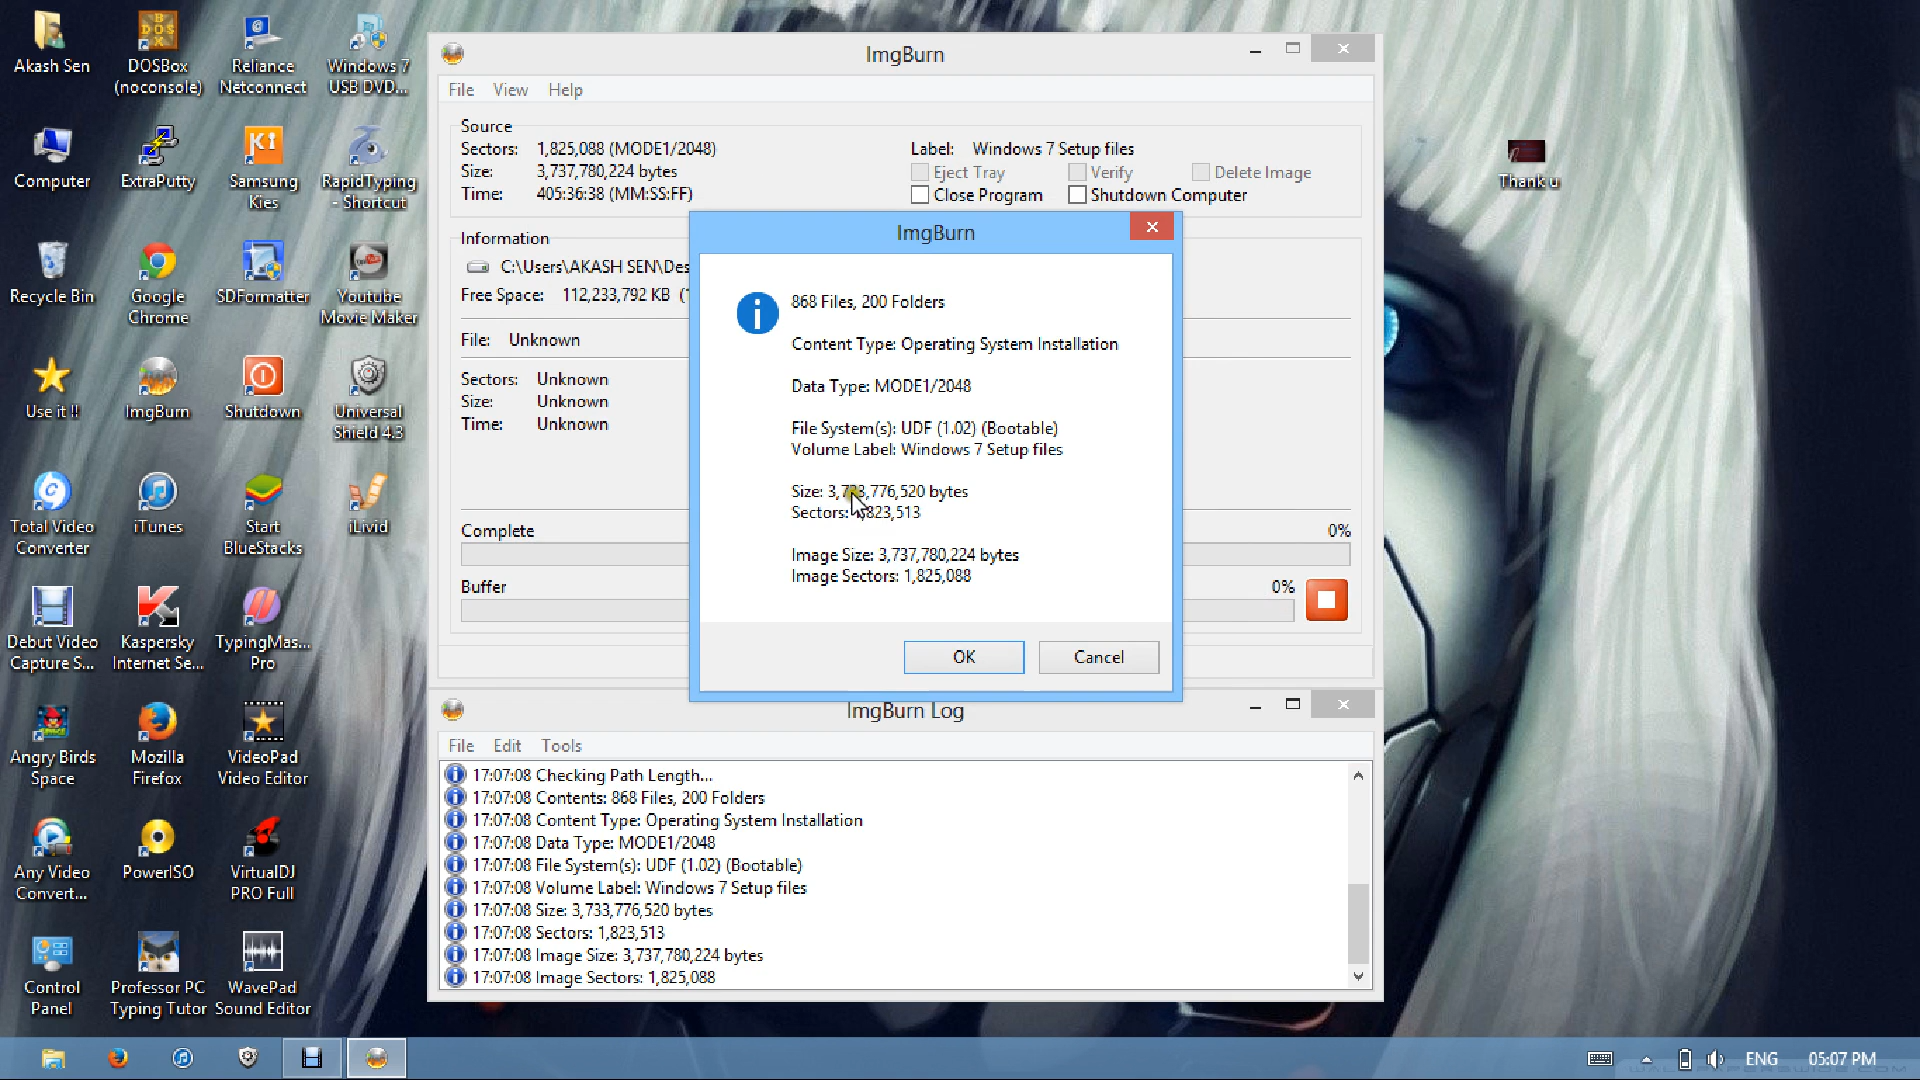 Akash Sen
DOSBox
(noconsole)
Reliance
Netconnect
Windows 7
USB DVD...
Computer
ExtraPutty
Samsung
Kies
RapidTyping
- Shortcut
Recycle Bin
Google
Chrome
SDFormatter
Youtube
Movie Maker
Use it !!
ImgBurn
Shutdown
Universal
Shield 4.3
Total Video
Converter
iTunes
Start
BlueStacks
iLivid
Debut Video
Capture S...
Kaspersky
Internet Se...
TypingMas...
Pro
Angry Birds
Space
Mozilla
Firefox
VideoPad
Video Editor
Any Video
Convert...
PowerISO
VirtualDJ
PRO Full
Control
Panel
Professor PC
Typing Tutor
WavePad
Sound Editor
Thank u
ImgBurn
File View Help
Source
Sectors: 1,825,088 (MODE1/2048)
Size: 3,737,780,224 bytes
Time: 405:36:38 (MM:SS:FF)
Label: Windows 7 Setup files
Eject Tray Verify Delete Image
Close Program Shutdown Computer
Information
C:\Users\AKASH SEN\Des
Free Space: 112,233,792 KB
File: Unknown
Sectors: Unknown
Size: Unknown
Time: Unknown
Complete 0%
Buffer 0%
ImgBurn
868 Files, 200 Folders
Content Type: Operating System Installation
Data Type: MODE1/2048
File System(s): UDF (1.02) (Bootable)
Volume Label: Windows 7 Setup files
Size: 3,733,776,520 bytes
Sectors: 1,823,513
Image Size: 3,737,780,224 bytes
Image Sectors: 1,825,088
OK Cancel
ImgBurn Log
File Edit Tools
17:07:08 Checking Path Length...
17:07:08 Contents: 868 Files, 200 Folders
17:07:08 Content Type: Operating System Installation
17:07:08 Data Type: MODE1/2048
17:07:08 File System(s): UDF (1.02) (Bootable)
17:07:08 Volume Label: Windows 7 Setup files
17:07:08 Size: 3,733,776,520 bytes
17:07:08 Sectors: 1,823,513
17:07:08 Image Size: 3,737,780,224 bytes
17:07:08 Image Sectors: 1,825,088
ENG 05:07 PM